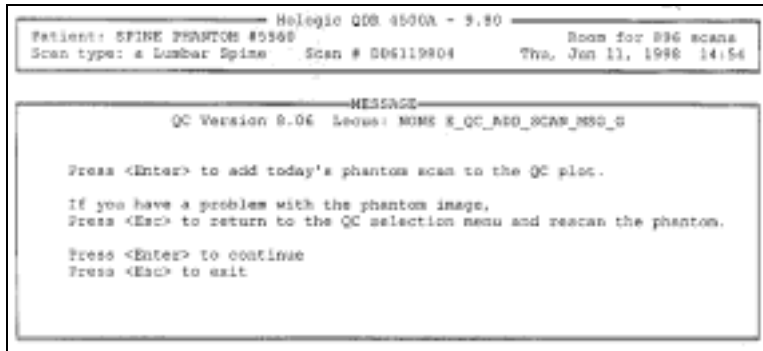 Hologic QDR 4500A - 9.80
Patient: SPINE PHANTOM #5960 Room for 896 scans
Scan type: a Lumbar Spine Scan # D06119804 Thu, Jun 11, 1998 14:54
MESSAGE
QC Version 8.06 Locus: NONE E_QC_ADD_SCAN_MSG_G
Press <Enter> to add today's phantom scan to the QC plot.
If you have a problem with the phantom image,
Press <Esc> to return to the QC selection menu and rescan the phantom.
Press <Enter> to continue
Press <Esc> to exit